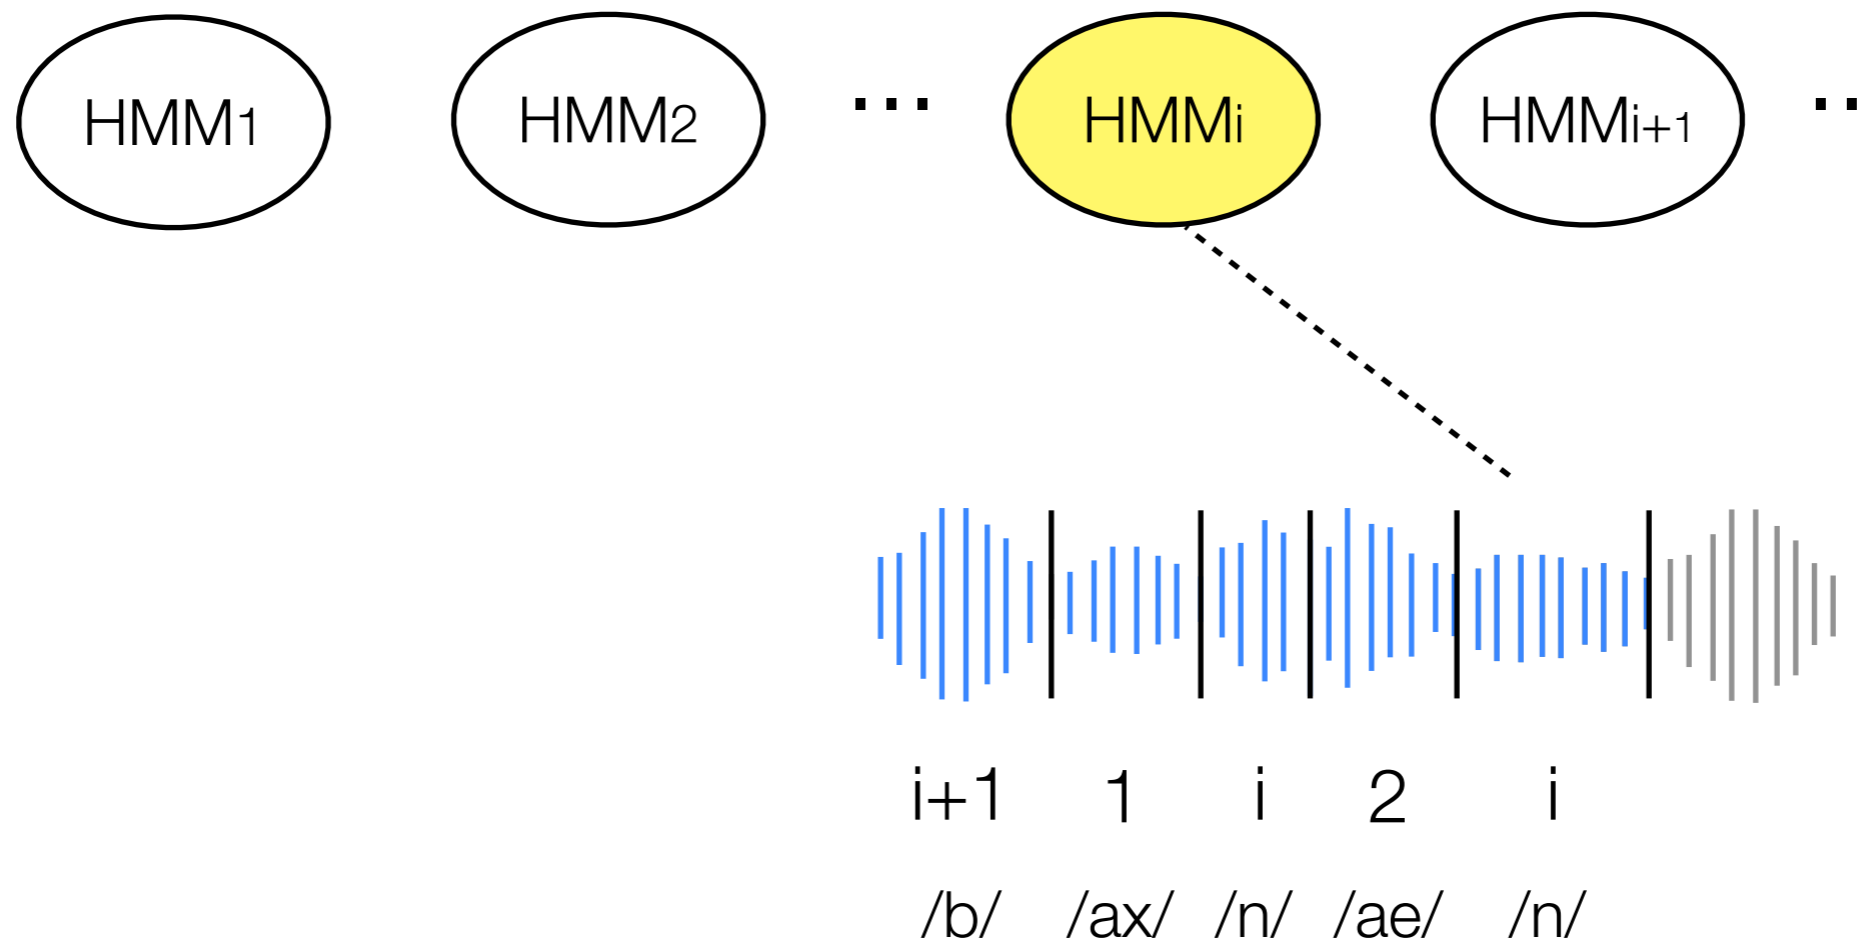 HMM1 HMM2 ... HMMi HMMi+1 ..
i+1 1 i 2 i
/b/ /ax/ /n/ /ae/ /n/